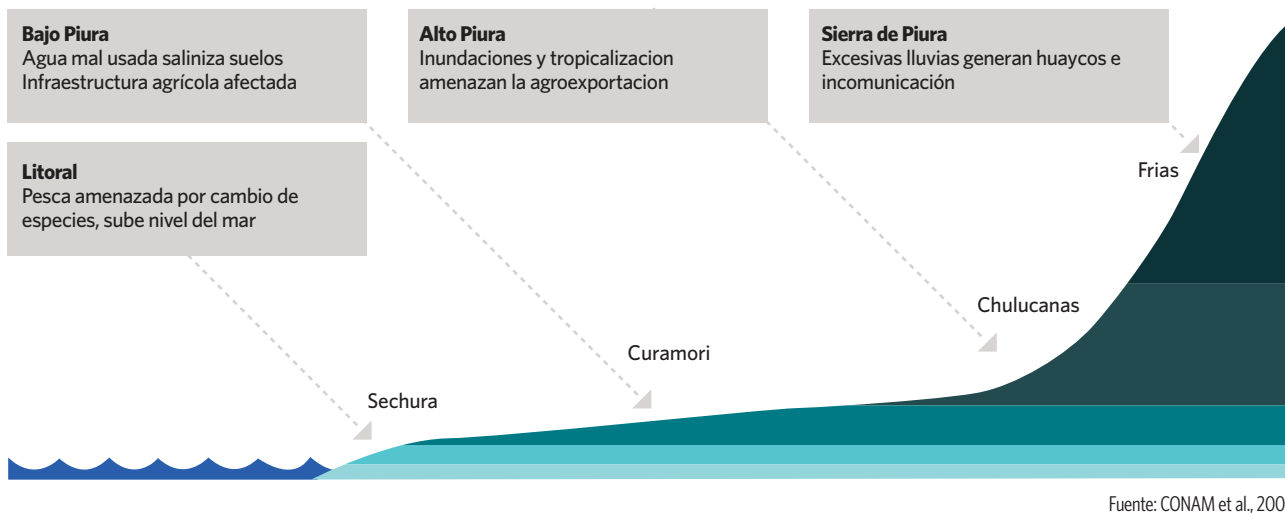 Bajo Piura
Agua mal usada saliniza suelos
Infraestructura agrícola afectada
Alto Piura
Inundaciones y tropicalizacion
amenazan la agroexportacion
Sierra de Piura
Excesivas lluvias generan huaycos e
incomunicación
Litoral
Pesca amenazada por cambio de
especies, sube nivel del mar
Frias
Chulucanas
Curamori
Sechura
Fuente: CONAM et al., 200